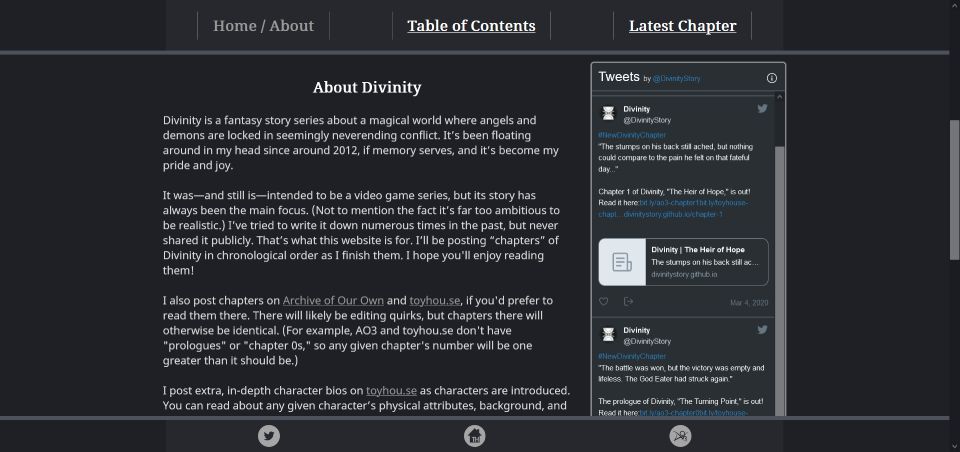 Home / About
Table of Contents
Latest Chapter
About Divinity
Divinity is a fantasy story series about a magical world where angels and
demons are locked in seemingly neverending conflict. It's been floating
around in my head since around 2012, if memory serves, and it's become my
pride and joy.
It was—and still is—intended to be a video game series, but its story has
always been the main focus. (Not to mention the fact it's far too ambitious to
be realistic.) I've tried to write it down numerous times in the past, but never
shared it publicly. That's what this website is for. I'll be posting “chapters” of
Divinity in chronological order as I finish them. I hope you'll enjoy reading
them!
I also post chapters on Archive of Our Own and toyhou.se, if you'd prefer to
read them there. There will likely be editing quirks, but chapters there will
otherwise be identical. (For example, AO3 and toyhou.se don't have
"prologues" or "chapter 0s," so any given chapter's number will be one
greater than it should be.)
I post extra, in-depth character bios on toyhou.se as characters are introduced.
You can read about any given character's physical attributes, background, and
Tweets by @DivinityStory
Divinity
@DivinityStory
#NewDivinityChapter
"The stumps on his back still ached, but nothing
could compare to the pain he felt on that fateful
day..."
Chapter 1 of Divinity, "The Heir of Hope," is out!
Read it here:bit.ly/ao3-chapter1bit.ly/toyhouse-
chapt... divinitystory.github.io/chapter-1
Divinity | The Heir of Hope
The stumps on his back still ac...
divinitystory.github.io
Mar 4, 2020
Divinity
@DivinityStory
#NewDivinityChapter
"The battle was won, but the victory was empty and
lifeless. The God Eater had struck again."
The prologue of Divinity, "The Turning Point," is out!
Read it here:bit.ly/ao3-chapter0bit.ly/toyhouse-
TH